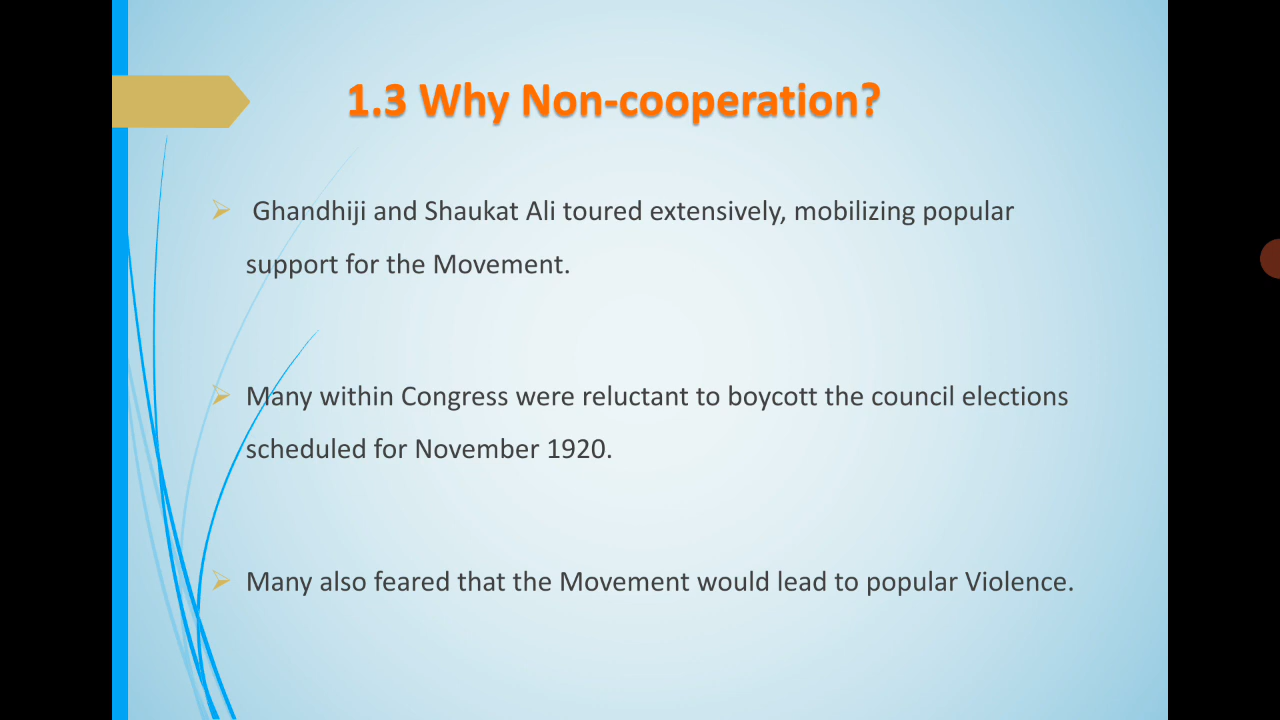 1.3 Why Non-cooperation?
Ghandhiji and Shaukat Ali toured extensively, mobilizing popular
support for the Movement.
Many within Congress were reluctant to boycott the council elections
scheduled for November 1920.
Many also feared that the Movement would lead to popular Violence.